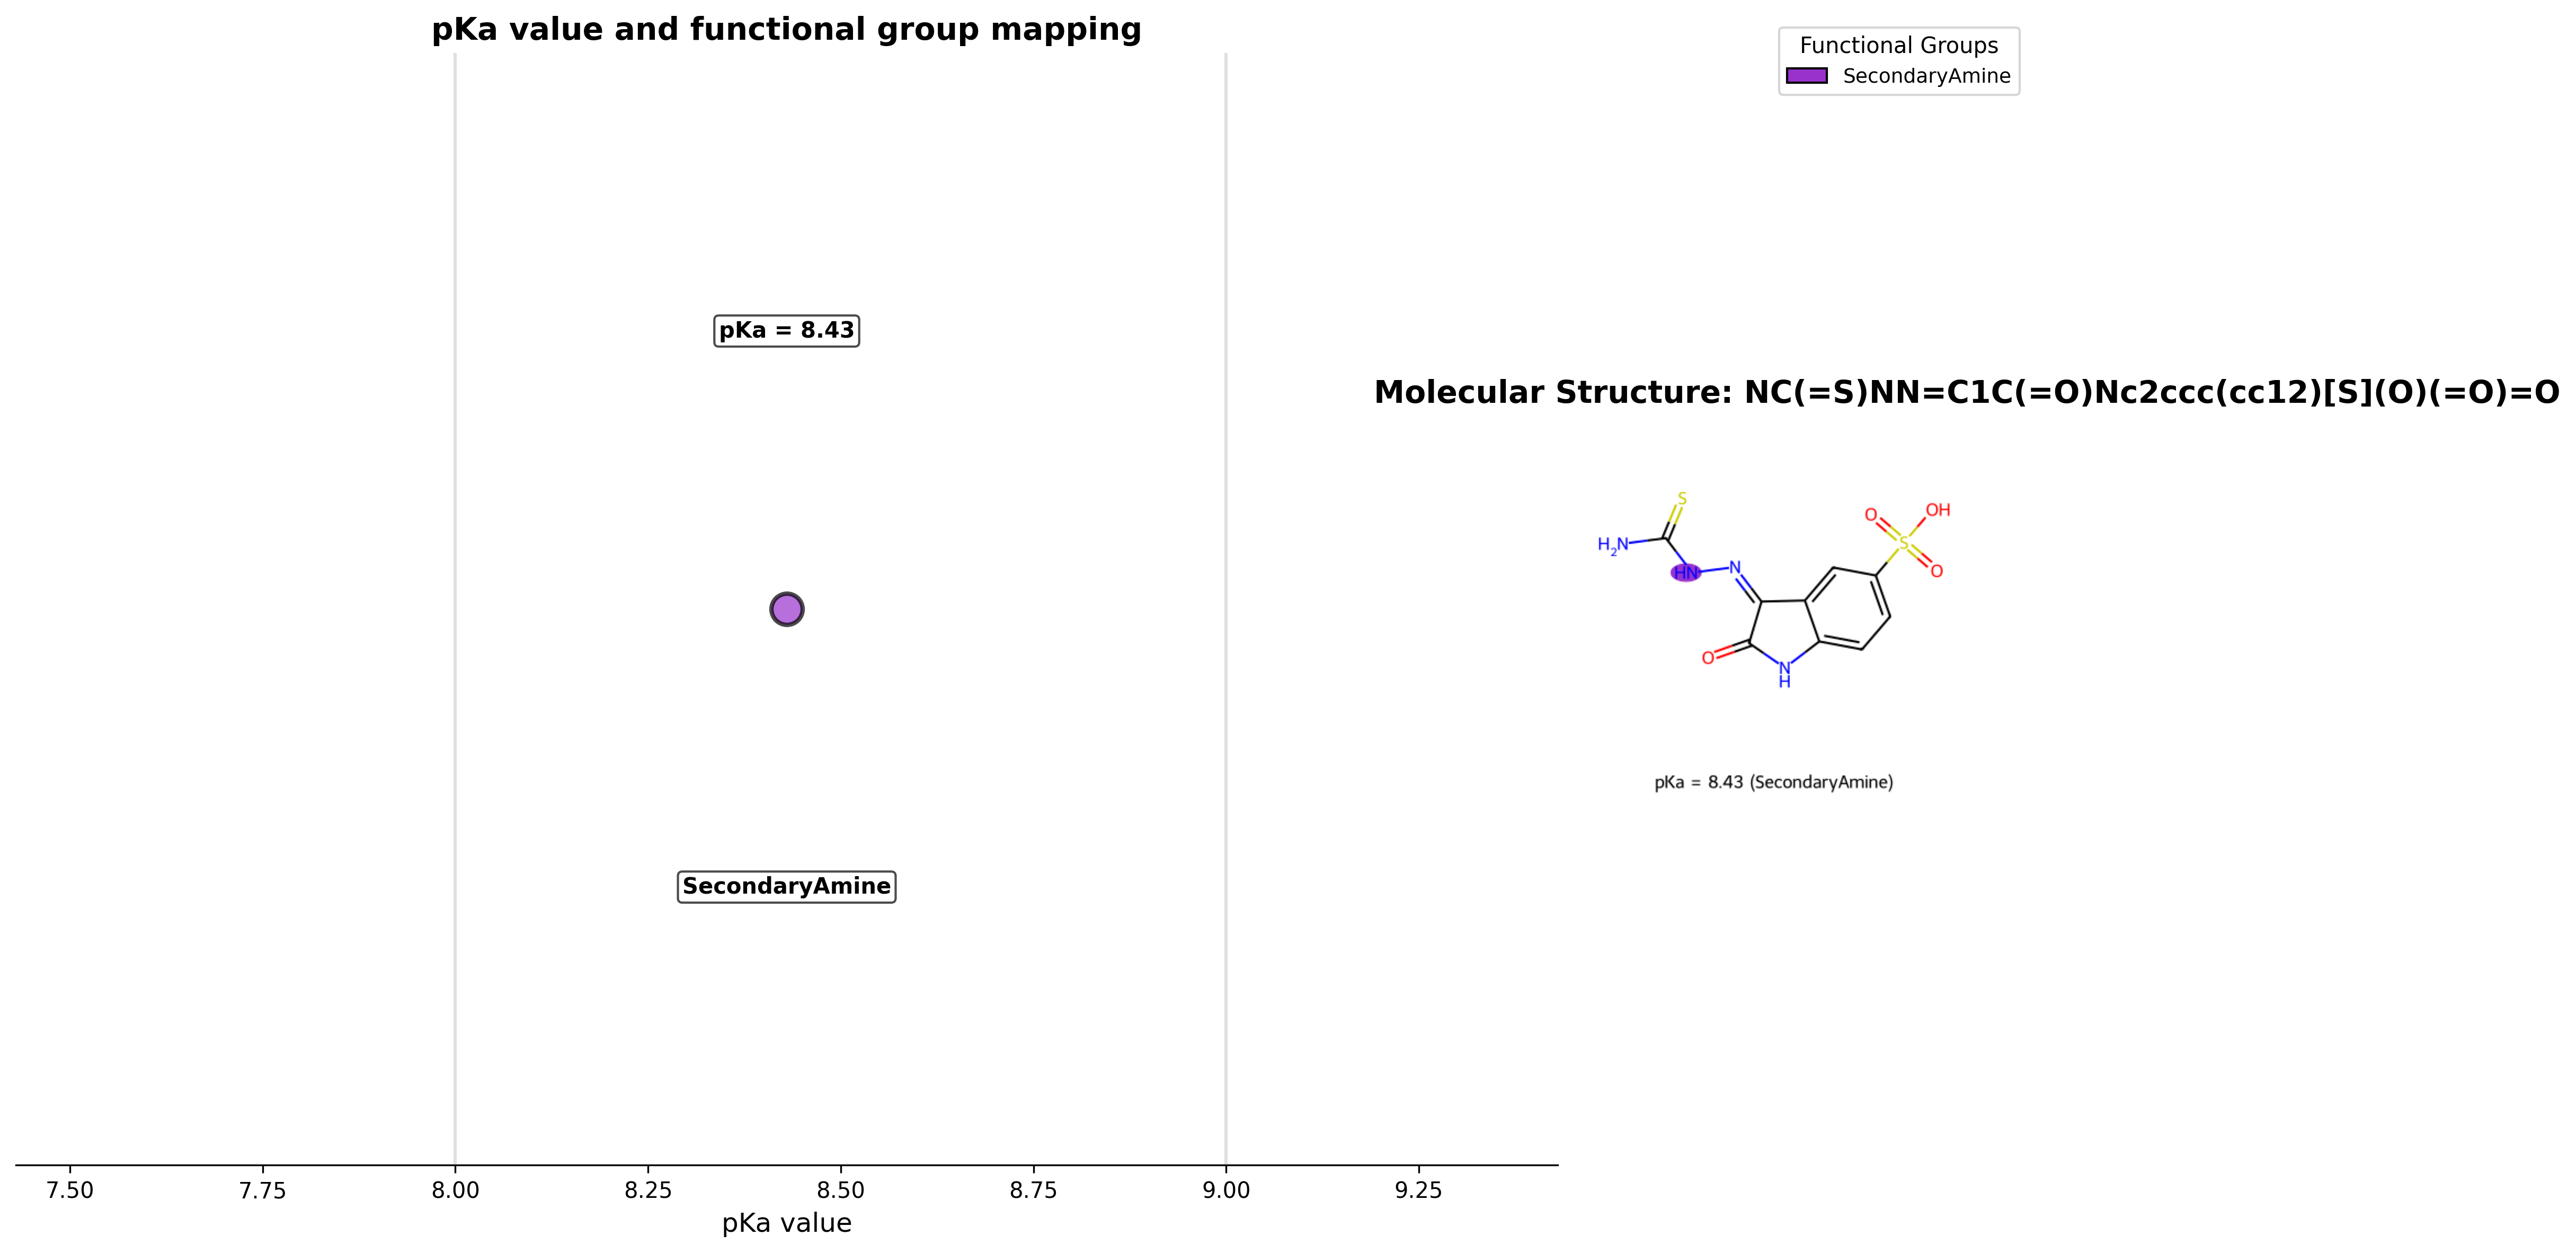 pKa value and functional group mapping
Functional Groups
SecondaryAmine
pKa = 8.43
Molecular Structure: NC(=S)NN=C1C(=O)Nc2ccc(cc12)[S](O)(=O)=O
S
O
OH
H2N
S
HN
N
O
O
N
H
pKa = 8.43 (SecondaryAmine)
SecondaryAmine
7.50 7.75 8.00 8.25 8.50 8.75 9.00 9.25
pKa value